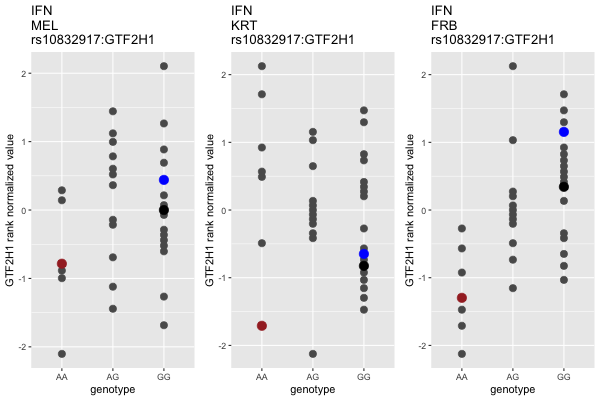 IFN
MEL
rs10832917:GTF2H1
GTF2H1 rank normalized value
2
1
0
-1
-2
AA AG GG
genotype
IFN
KRT
rs10832917:GTF2H1
GTF2H1 rank normalized value
2
1
0
-1
-2
AA AG GG
genotype
IFN
FRB
rs10832917:GTF2H1
GTF2H1 rank normalized value
2
1
0
-1
-2
AA AG GG
genotype